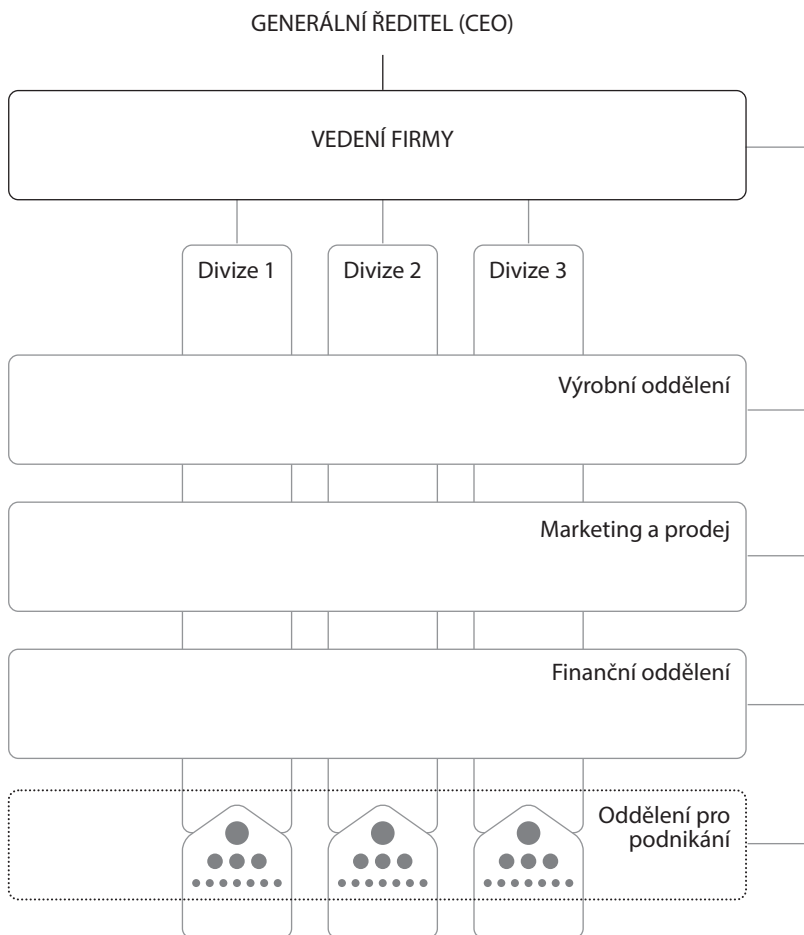 GENERÁLNÍ ŘEDITEL (CEO)
VEDENÍ FIRMY
Divize 1
Divize 2
Divize 3
Výrobní oddělení
Marketing a prodej
Finanční oddělení
Oddělení pro
podnikání